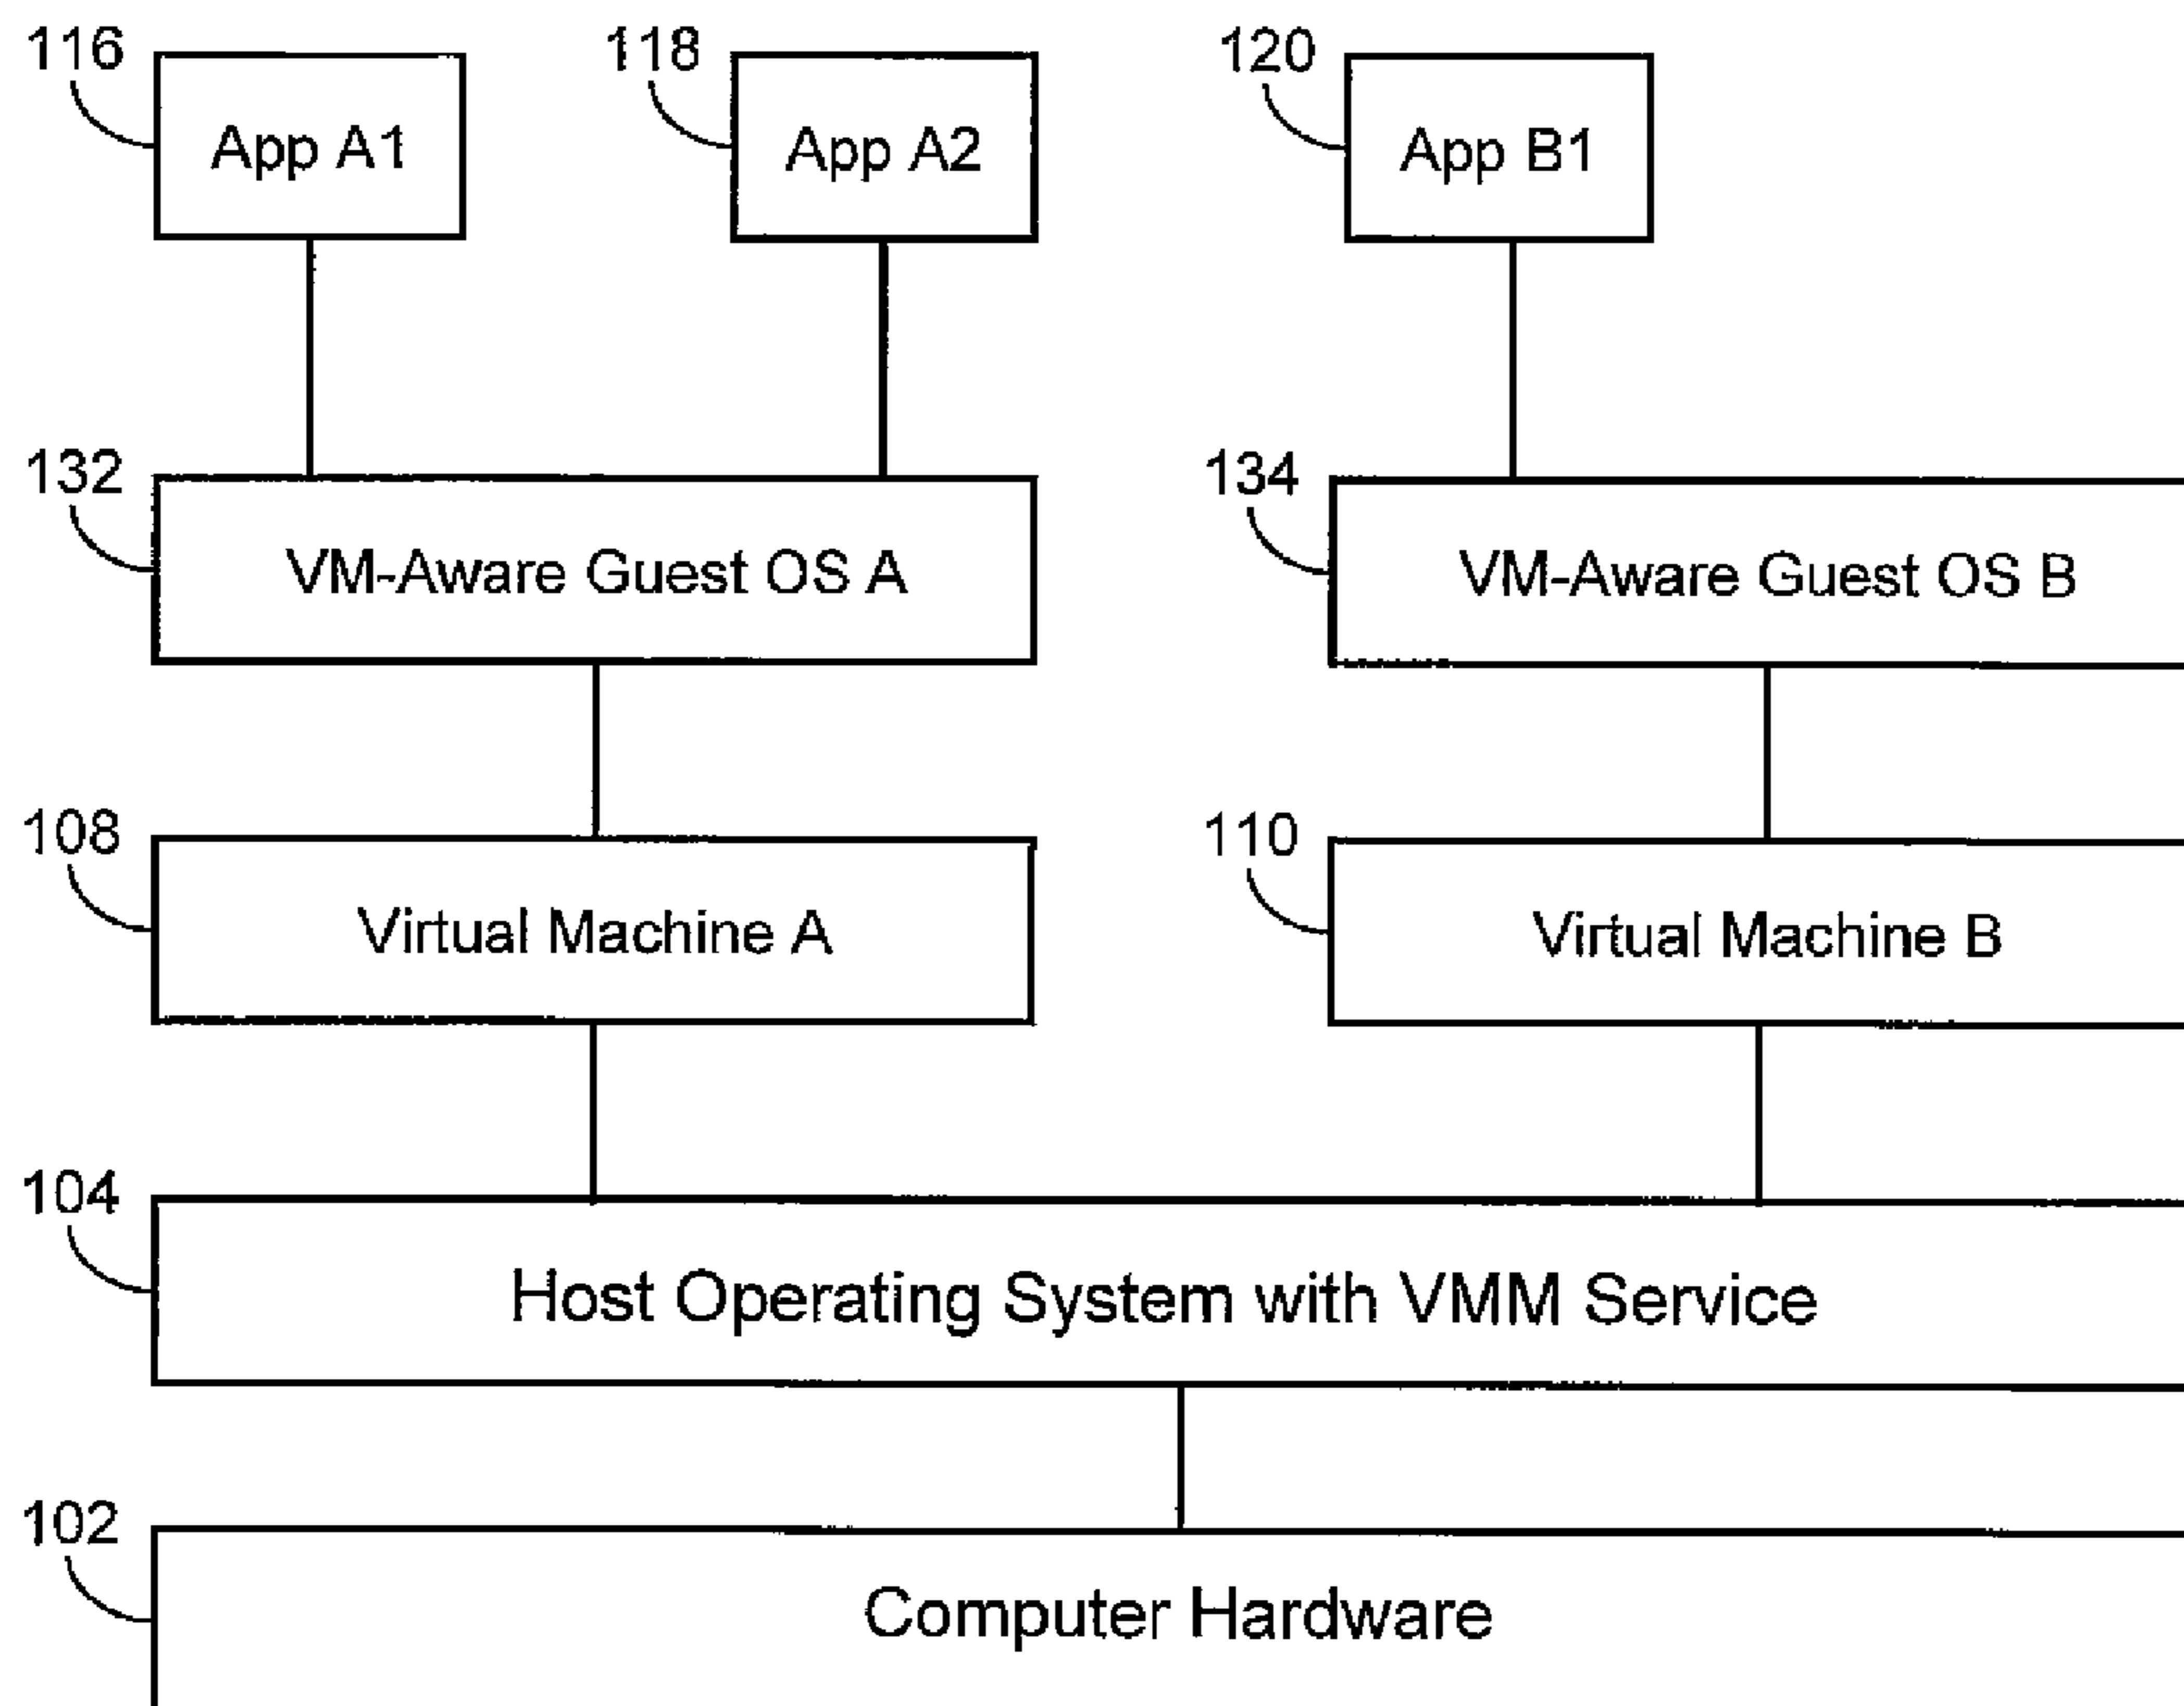 116
118
120
App A1
App A2
App B1
132
134
VM-Aware Guest OS A
VM-Aware Guest OS B
108
110
Virtual Machine A
Virtual Machine B
104
Host Operating System with VMM Service
102
Computer Hardware